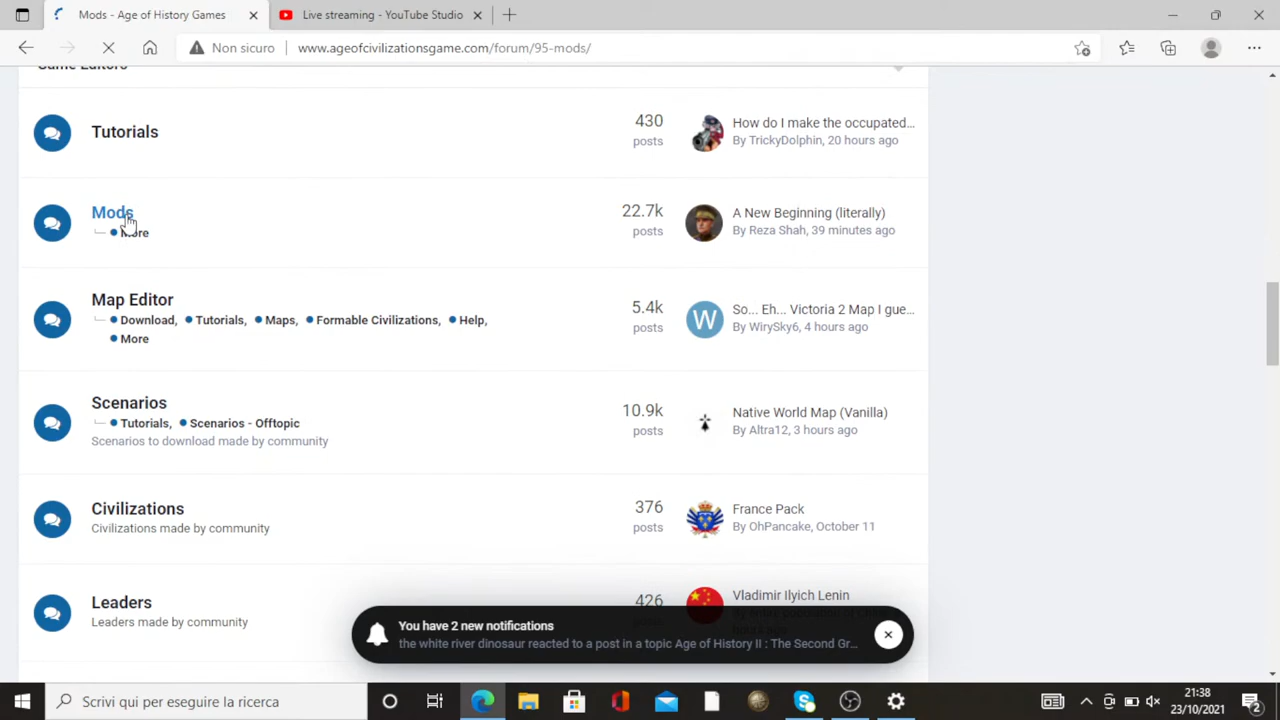 Mods - Age of History Games
Live streaming - YouTube Studio
Non sicuro
www.ageofcivilizationsgame.com/forum/95-mods/
Game Editors
Tutorials
430
posts
How do I make the occupated...
By TrickyDolphin, 20 hours ago
Mods
More
22.7k
posts
A New Beginning (literally)
By Reza Shah, 39 minutes ago
Map Editor
Download, Tutorials, Maps, Formable Civilizations, Help,
More
5.4k
posts
So... Eh... Victoria 2 Map I gue...
By WirySky6, 4 hours ago
W
Scenarios
Tutorials, Scenarios - Offtopic
Scenarios to download made by community
10.9k
posts
Native World Map (Vanilla)
By Altra12, 3 hours ago
Civilizations
Civilizations made by community
376
posts
France Pack
By OhPancake, October 11
Leaders
Leaders made by community
426
Vladimir Ilyich Lenin
You have 2 new notifications
the white river dinosaur reacted to a post in a topic Age of History II : The Second Gr...
Scrivi qui per eseguire la ricerca
21:38
23/10/2021
2